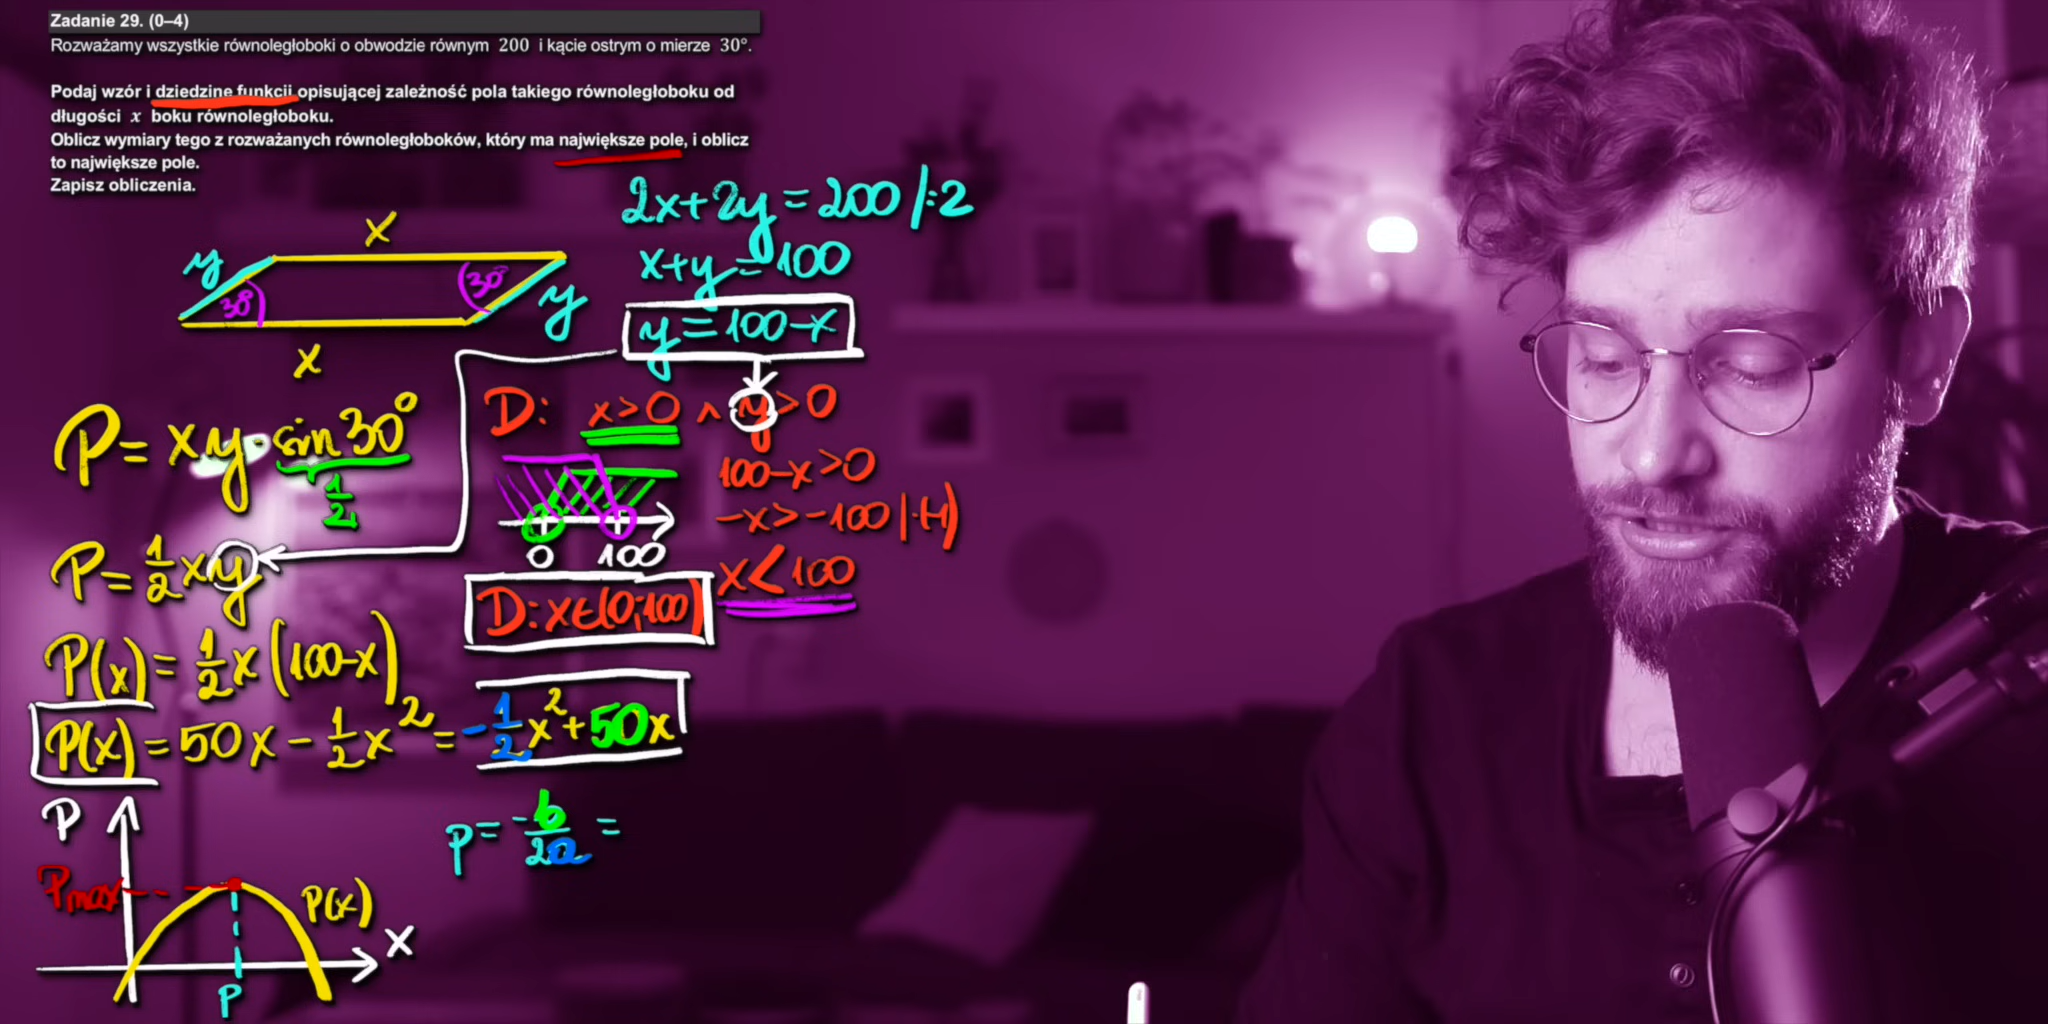 Zadanie 29. (0–4)
Rozważamy wszystkie równoległoboki o obwodzie równym 200 i kącie ostrym o mierze 30°.
Podaj wzór i dziedzinę funkcji opisującej zależność pola takiego równoległoboku od
długości x boku równoległoboku.
Oblicz wymiary tego z rozważanych równoległoboków, który ma największe pole, i oblicz
to największe pole.
Zapisz obliczenia.
x
y
30°
30°
y
x
2x+2y=200 |:2
x+y=100
y=100-x
P= xy·sin30°
1/2
P= 1/2 xy
P(x)= 1/2 x (100-x)
P(x)= 50x - 1/2 x² = -1/2 x² + 50x
D: x>0 ∧ y>0
100-x>0
-x>-100 |·(-1)
x<100
0 100
D: x∈(0;100)
p= -b/2a =
P
Pmax
P(x)
x
p